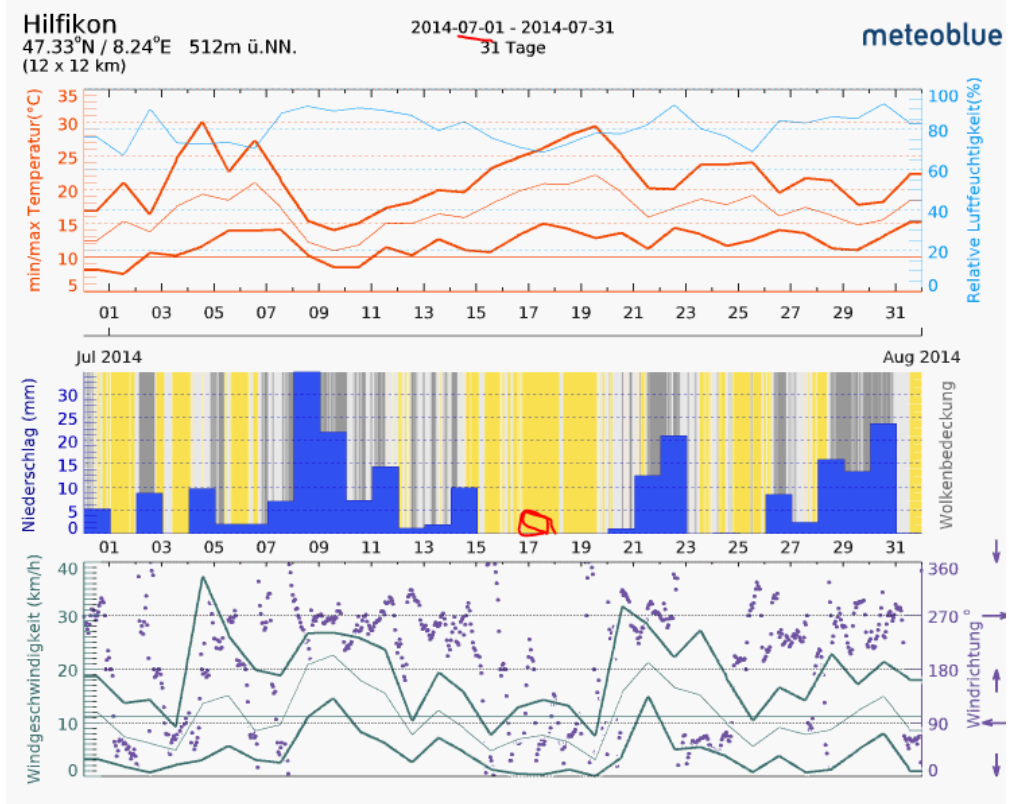 Hilfikon
2014-07-01 - 2014-07-31
meteoblue
47.33°N / 8.24°E 512m ü.NN.
31 Tage
(12 x 12 km)
min/max Temperatur(°C)
35
30
25
20
15
10
5
100
80
60
40
20
0
Relative Luftfeuchtigkeit(%)
01 03 05 07 09 11 13 15 17 19 21 23 25 27 29 31
Jul 2014
Aug 2014
Niederschlag (mm)
30
25
20
15
10
5
0
Wolkenbedeckung
01 03 05 07 09 11 13 15 17 19 21 23 25 27 29 31
Windgeschwindigkeit (km/h)
40
30
20
10
0
360
270°
180
90
0
Windrichtung